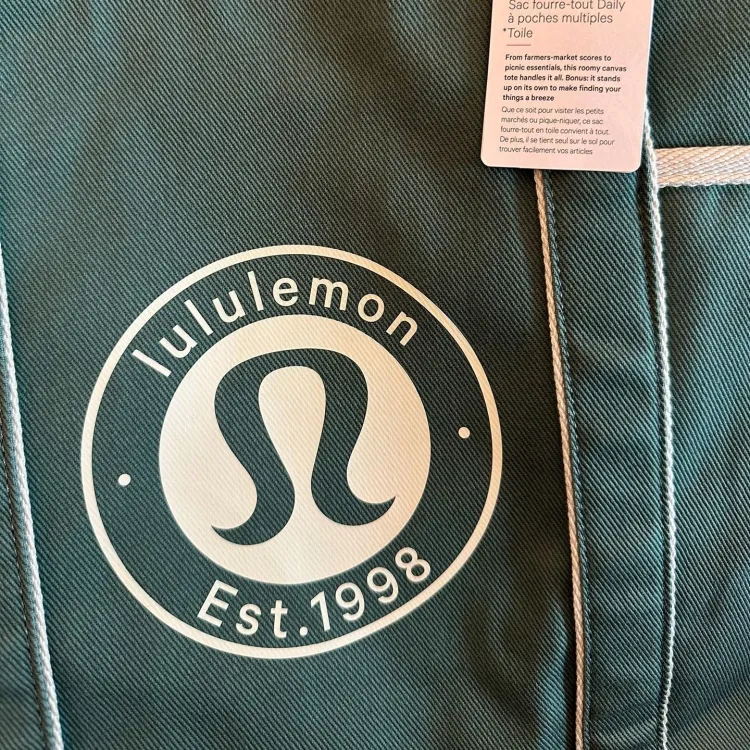 Sac fourre-tout Daily
à poches multiples
*Toile
From farmers-market scores to
picnic essentials, this roomy canvas
tote handles it all. Bonus: it stands
up on its own to make finding your
things a breeze
Que ce soit pour visiter les petits
marchés ou pique-niquer, ce sac
fourre-tout en toile convient à tout.
De plus, il se tient seul sur le sol pour
trouver facilement vos articles
lululemon
Est.1998